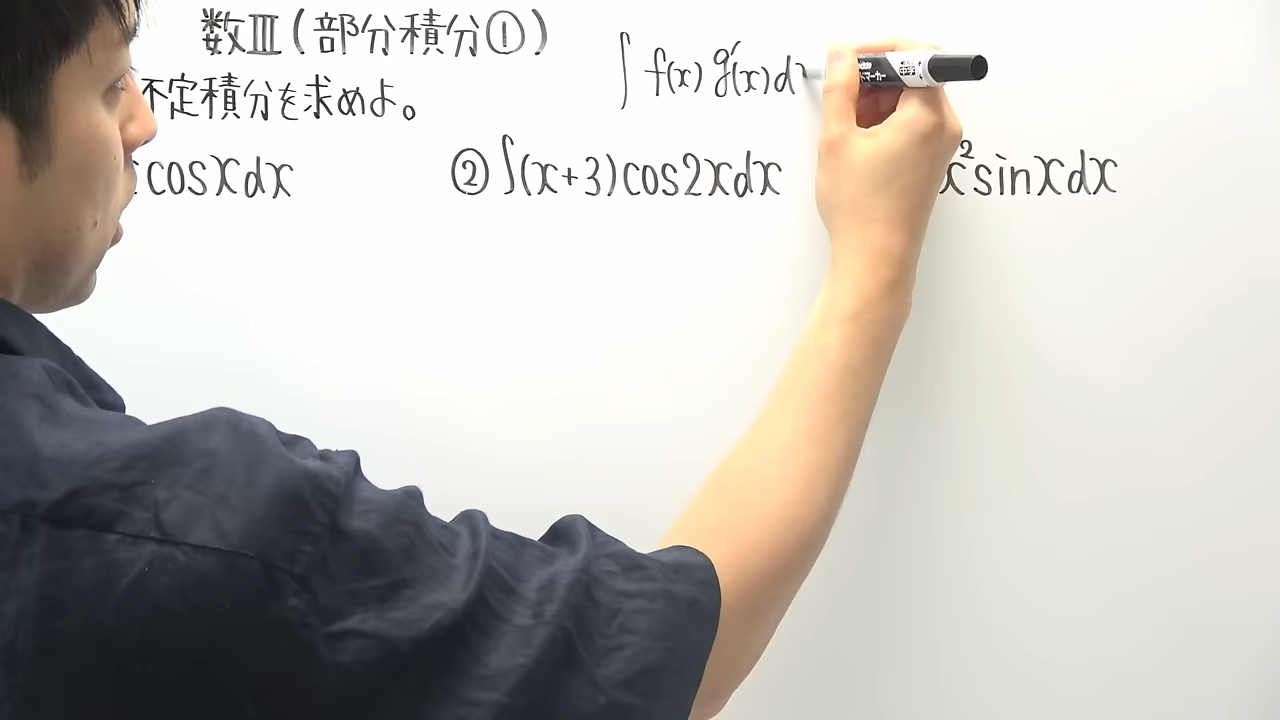 数Ⅲ(部分積分①)
∫f(x)g'(x)d
不定積分を求めよ。
cosxdx
②∫(x+3)cos2xdx
x²sinxdx